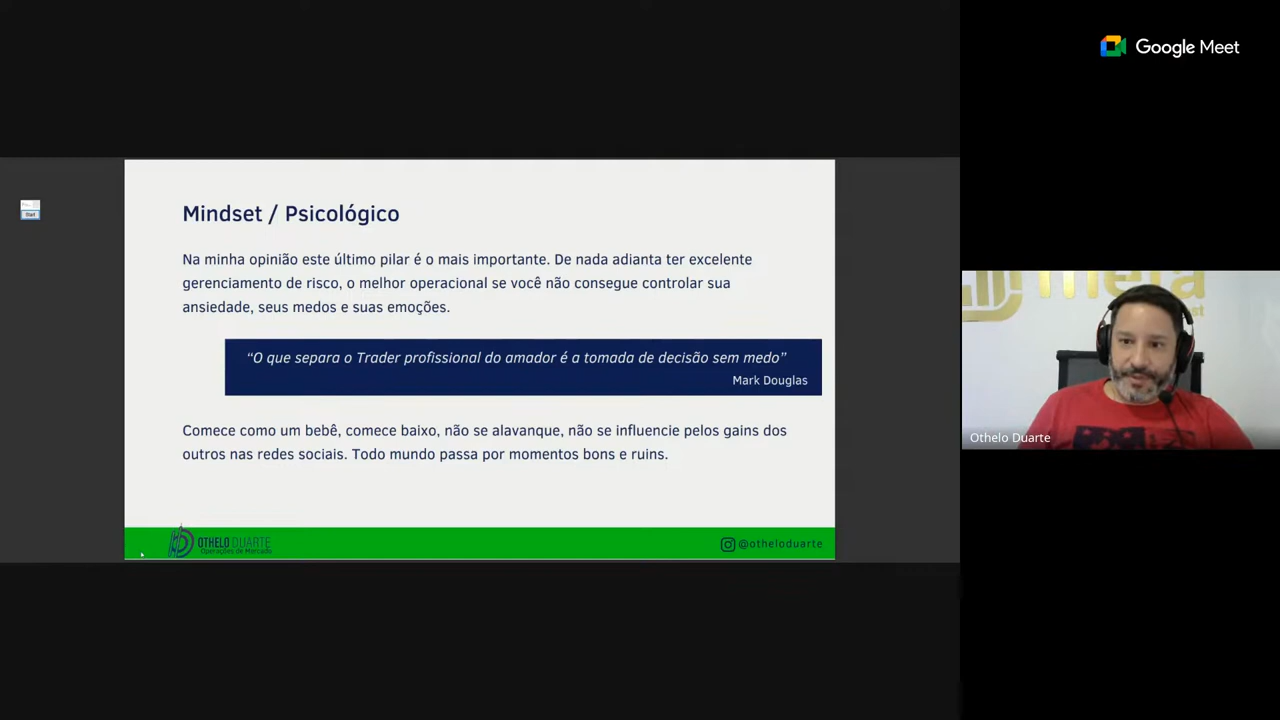 Google Meet
Start
Mindset / Psicológico
Na minha opinião este último pilar é o mais importante. De nada adianta ter excelente
gerenciamento de risco, o melhor operacional se você não consegue controlar sua
ansiedade, seus medos e suas emoções.
“O que separa o Trader profissional do amador é a tomada de decisão sem medo”
Mark Douglas
Comece como um bebê, comece baixo, não se alavanque, não se influencie pelos gains dos
outros nas redes sociais. Todo mundo passa por momentos bons e ruins.
OTHELO DUARTE
Operações de Mercado
@otheloduarte
Othelo Duarte